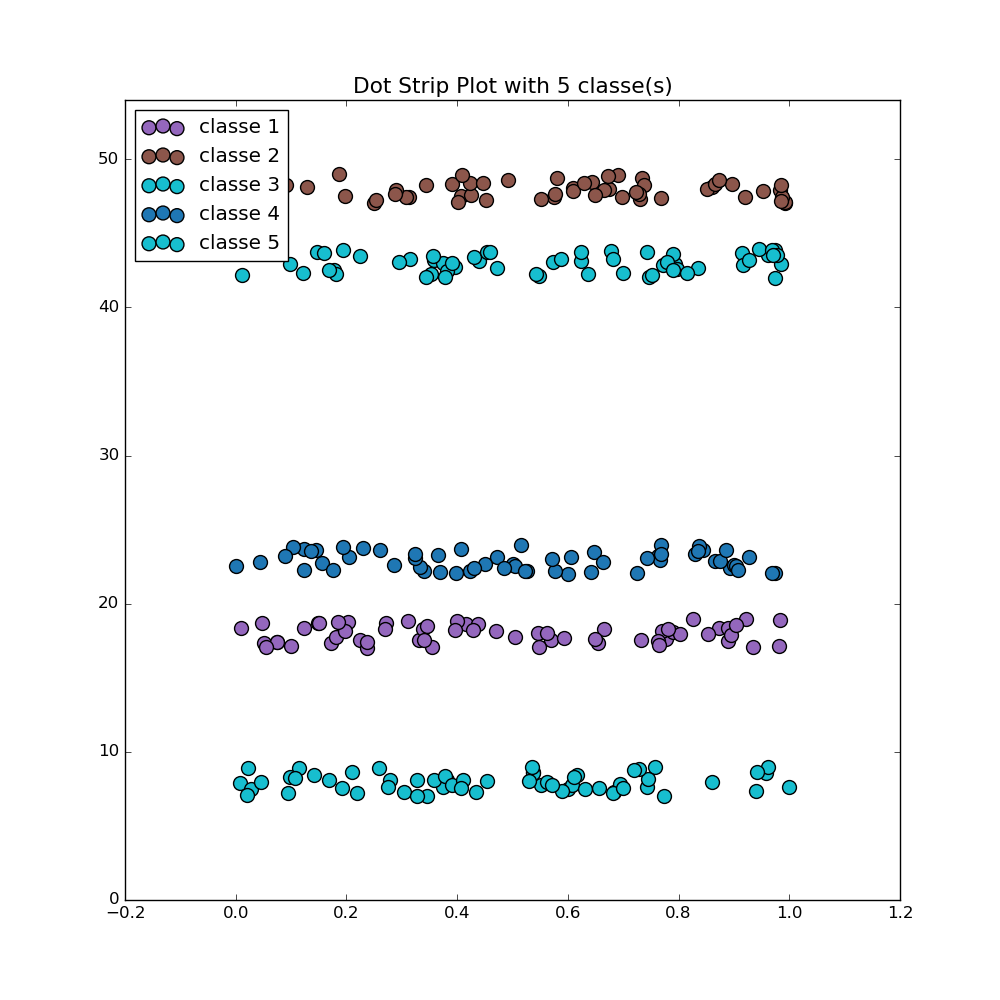 Dot Strip Plot with 5 classe(s)
classe 1
classe 2
classe 3
classe 4
classe 5
50
40
30
20
10
0
−0.2 0.0 0.2 0.4 0.6 0.8 1.0 1.2